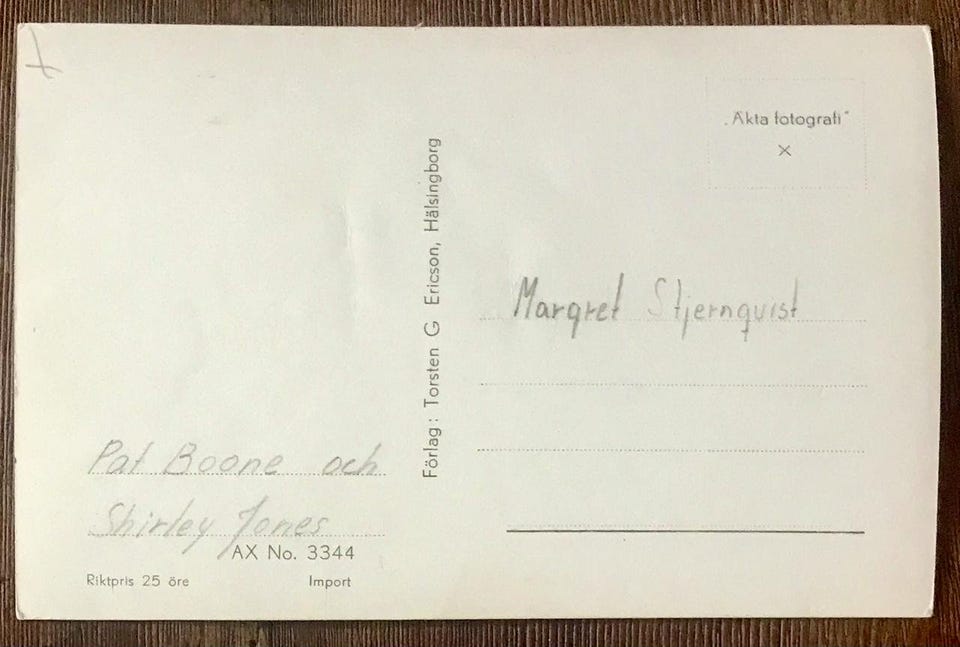 "Äkta fotografi"
x
Förlag: Torsten G Ericson, Hälsingborg
Margret Stjernquist
Pat Boone och
Shirley Jones
AX No. 3344
Riktpris 25 öre Import